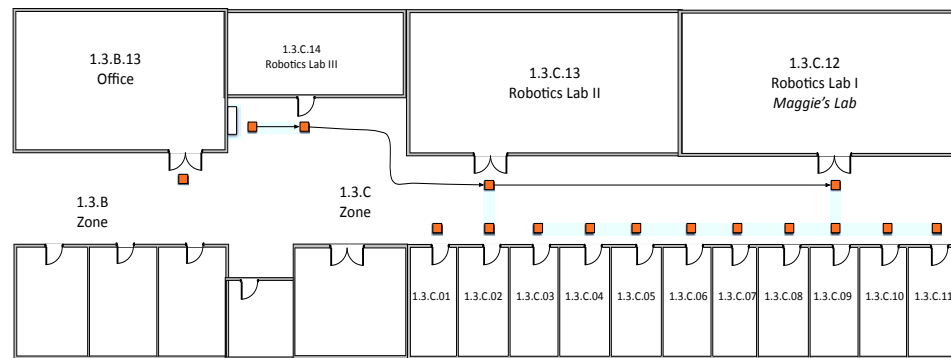 1.3.B.13
Office
1.3.C.14
Robotics Lab III
1.3.C.13
Robotics Lab II
1.3.C.12
Robotics Lab I
Maggie's Lab
1.3.B
Zone
1.3.C
Zone
1.3.C.01
1.3.C.02
1.3.C.03
1.3.C.04
1.3.C.05
1.3.C.06
1.3.C.07
1.3.C.08
1.3.C.09
1.3.C.10
1.3.C.11